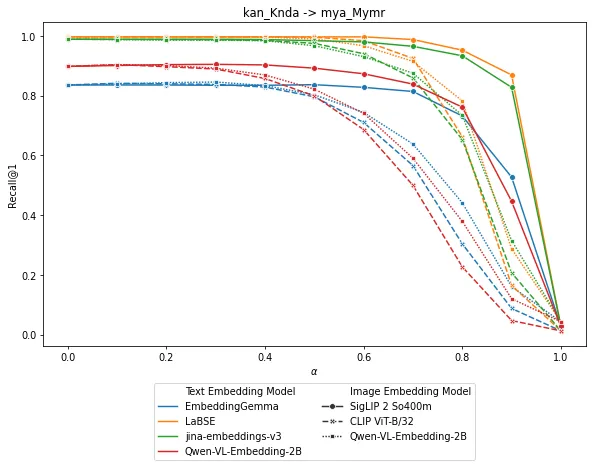 kan_Knda -> mya_Mymr
Recall@1
1.0
0.8
0.6
0.4
0.2
0.0
0.0 0.2 0.4 0.6 0.8 1.0
α
Text Embedding Model
EmbeddingGemma
LaBSE
jina-embeddings-v3
Qwen-VL-Embedding-2B
Image Embedding Model
SigLIP 2 So400m
CLIP ViT-B/32
Qwen-VL-Embedding-2B